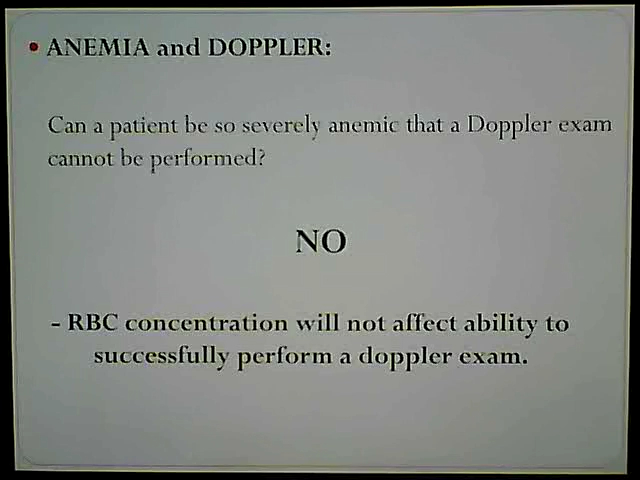 • ANEMIA and DOPPLER:
Can a patient be so severely anemic that a Doppler exam
cannot be performed?
NO
- RBC concentration will not affect ability to
successfully perform a doppler exam.